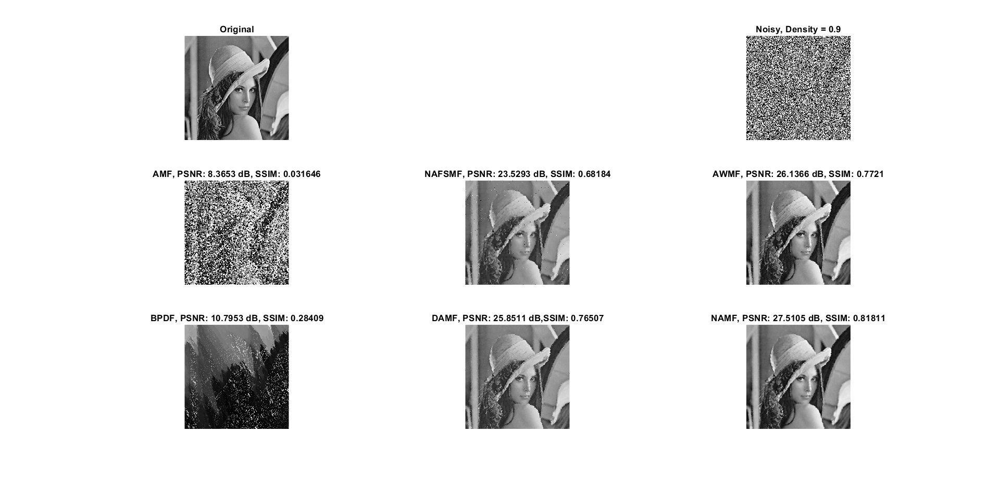 Original
Noisy, Density = 0.9
AMF, PSNR: 8.3653 dB, SSIM: 0.031646
NAFSMF, PSNR: 23.5293 dB, SSIM: 0.68184
AWMF, PSNR: 26.1366 dB, SSIM: 0.7721
BPDF, PSNR: 10.7953 dB, SSIM: 0.28409
DAMF, PSNR: 25.8511 dB,SSIM: 0.76507
NAMF, PSNR: 27.5105 dB, SSIM: 0.81811